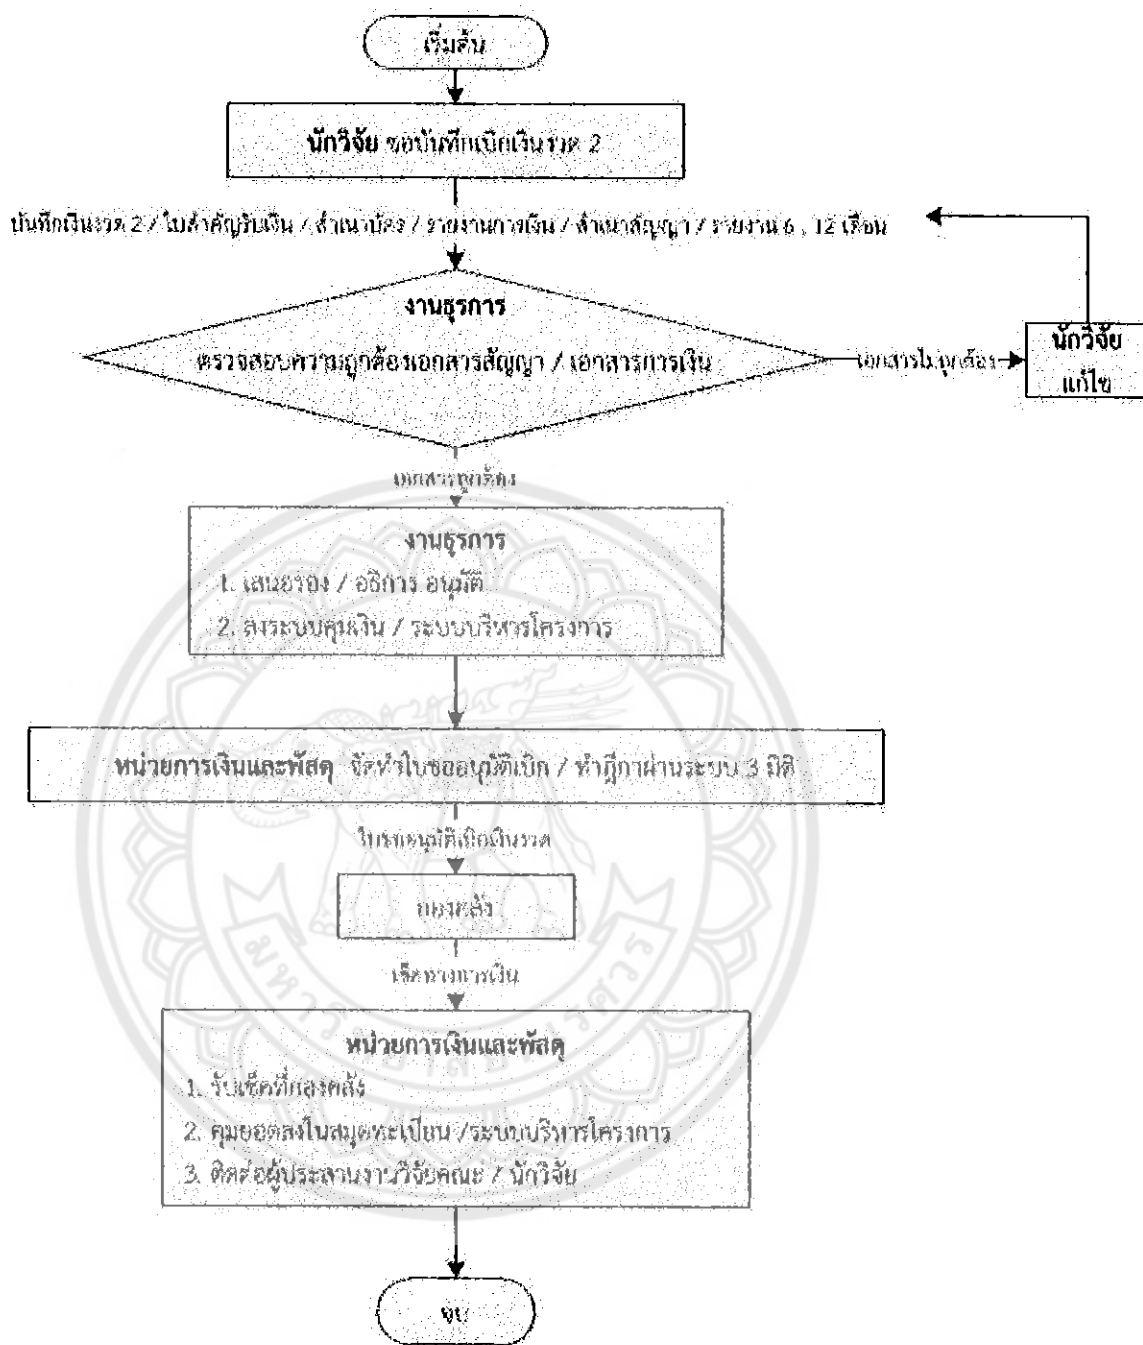 เริ่มต้น
นักวิจัย ขอบันทึกเบิกเงินงวด 2
บันทึกเงินงวด 2 / ใบสำคัญรับเงิน / สำเนาบัตร / รายงานการเงิน / สำเนาสัญญา / รายงาน 6 , 12 เดือน
งานธุรการ
ตรวจสอบความถูกต้องเอกสารสัญญา / เอกสารการเงิน
เอกสารไม่ถูกต้อง
นักวิจัย
แก้ไข
เอกสารถูกต้อง
งานธุรการ
1. เสนอรอง / อธิการ อนุมัติ
2. ลงระบบคุมเงิน / ระบบบริหารโครงการ
หน่วยการเงินและพัสดุ จัดทำใบขออนุมัติเบิก / ทำฎีกาผ่านระบบ 3 มิติ
ใบขออนุมัติเบิกเงินงวด
กองคลัง
เช็คทางการเงิน
หน่วยการเงินและพัสดุ
1. รับเช็คที่กองคลัง
2. คุมยอดลงในสมุดทะเบียน /ระบบบริหารโครงการ
3. ติดต่อผู้ประสานงานวิจัยคณะ / นักวิจัย
จบ
มหาวิทยาลัยนเรศวร